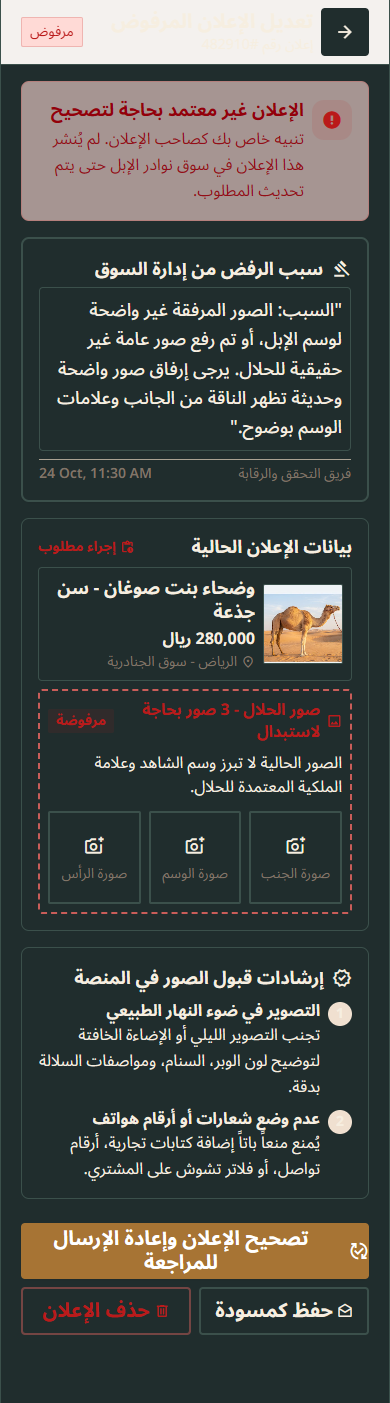 تعديل الإعلان المرفوض
مرفوض
الإعلان غير معتمد بحاجة لتصحيح
تنبيه خاص بك كصاحب الإعلان. لم يُنشر
هذا الإعلان في سوق نوادر الإبل حتى يتم
تحديث المطلوب.
سبب الرفض من إدارة السوق
"السبب: الصور المرفقة غير واضحة
لوسم الإبل، أو تم رفع صور عامة غير
حقيقية للحلال. يرجى إرفاق صور واضحة
وحديثة تظهر الناقة من الجانب وعلامات
الوسم بوضوح."
فريق التحقق والرقابة
24 Oct, 11:30 AM
بيانات الإعلان الحالية
إجراء مطلوب
وضحاء بنت صوغان - سن
جذعة
280,000 ريال
الرياض - سوق الجنادرية
صور الحلال - 3 صور بحاجة
لاستبدال
مرفوضة
الصور الحالية لا تبرز وسم الشاهد وعلامة
الملكية المعتمدة للحلال.
صورة الجنب
صورة الوسم
صورة الرأس
إرشادات قبول الصور في المنصة
1
التصوير في ضوء النهار الطبيعي
تجنب التصوير الليلي أو الإضاءة الخافتة
لتوضيح لون الوبر، السنام، ومواصفات السلالة
بدقة.
2
عدم وضع شعارات أو أرقام هواتف
يُمنع منعاً باتاً إضافة كتابات تجارية، أرقام
تواصل، أو فلاتر تشوش على المشتري.
تصحيح الإعلان وإعادة الإرسال
للمراجعة
حفظ كمسودة
حذف الإعلان